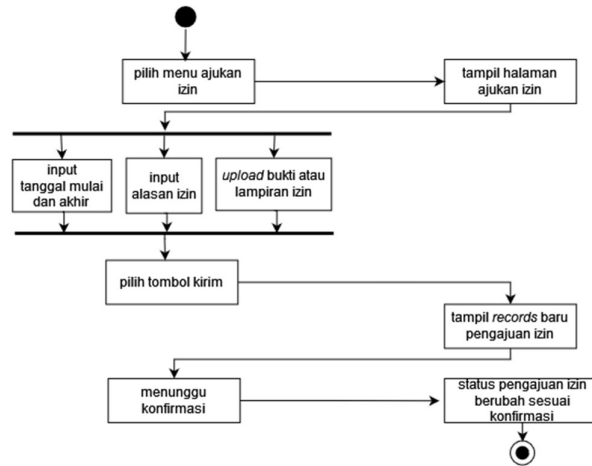 pilih menu ajukan
izin
tampil halaman
ajukan izin
input
tanggal mulai
dan akhir
input
alasan izin
upload bukti atau
lampiran izin
pilih tombol kirim
tampil records baru
pengajuan izin
menunggu
konfirmasi
status pengajuan izin
berubah sesuai
konfirmasi